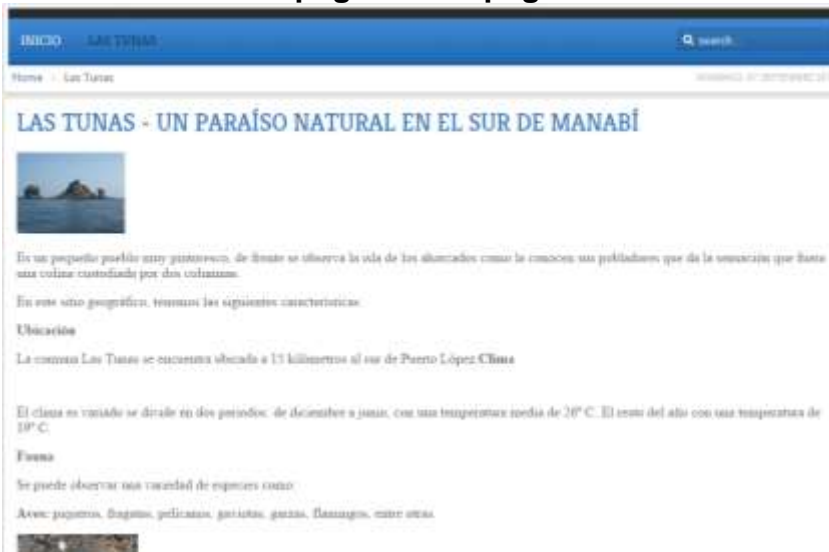 INICIO LAS TUNAS search...
Home Las Tunas
LAS TUNAS - UN PARAÍSO NATURAL EN EL SUR DE MANABÍ
Es un pequeño pueblo muy pintoresco, de frente se observa la isla de los ahorcados como la conocen sus pobladores que da la sensación que fuera
una colina custodiada por dos columnas.
En este sitio geográfico, tenemos las siguientes características:
Ubicación
La comuna Las Tunas se encuentra ubicada a 15 kilómetros al sur de Puerto López Clima
El clima es variado se divide en dos periodos: de diciembre a junio, con una temperatura media de 26º C. El resto del año con una temperatura de
19º C.
Fauna
Se puede observar una variedad de especies como:
Aves: piqueros, fragatas, pelícanos, gaviotas, garzas, flamingos, entre otras.